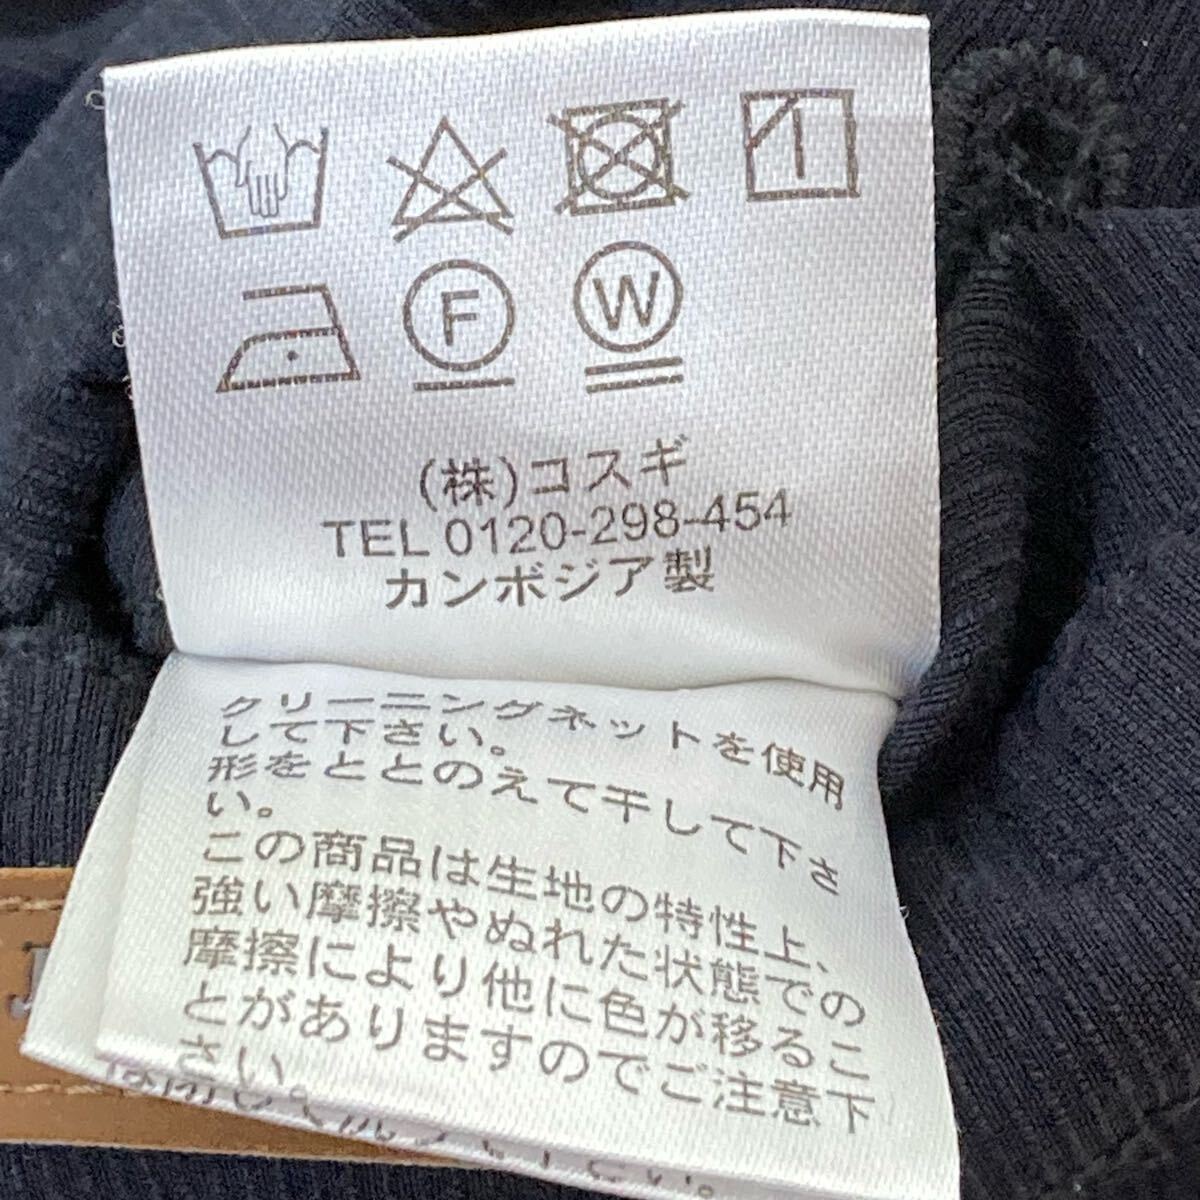 F
W
(株)コスギ
TEL 0120-298-454
カンボジア製
クリーニングネットを使用
して下さい。
形をととのえて干して下さ
い。
この商品は生地の特性上、
強い摩擦やぬれた状態での
摩擦により他に色が移るこ
とがありますのでご注意下
さい。